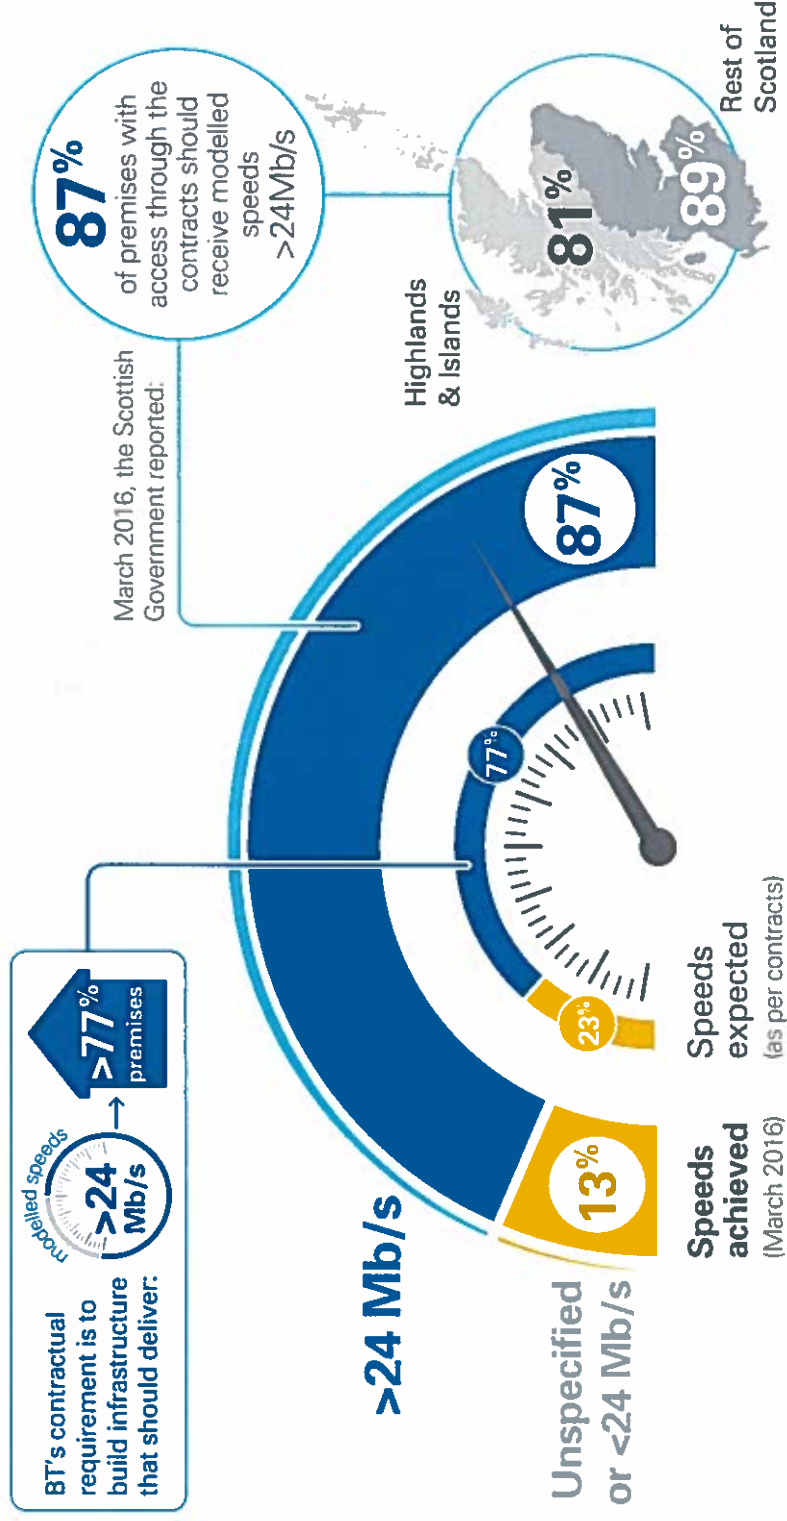 BT's contractual
requirement is to
build infrastructure
that should deliver:
modelled speeds
>24
Mb/s
>77%
premises
March 2016, the Scottish
Government reported:
87%
of premises with
access through the
contracts should
receive modelled
speeds
>24Mb/s
>24 Mb/s
Unspecified
or <24 Mb/s
13%
23%
77%
87%
Highlands
& Islands
81%
89%
Rest of
Scotland
Speeds
achieved
(March 2016)
Speeds
expected
(as per contracts)